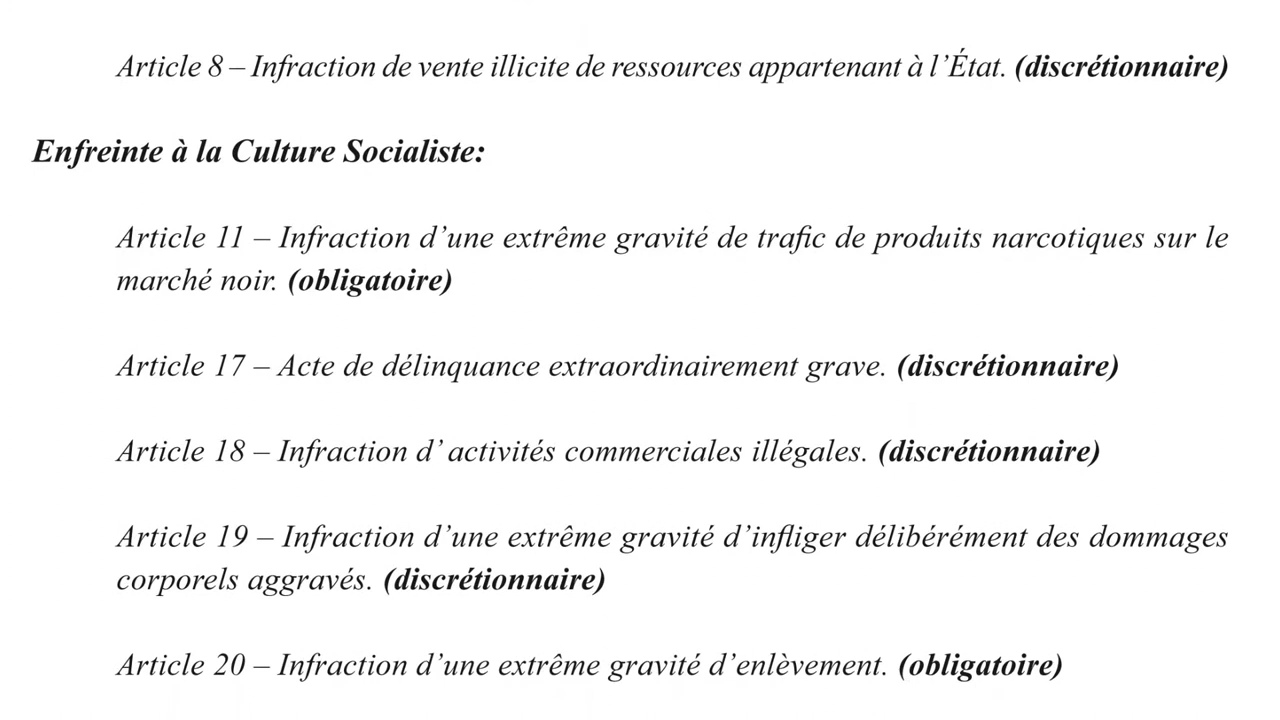 Article 8 – Infraction de vente illicite de ressources appartenant à l’État. (discrétionnaire)
Enfreinte à la Culture Socialiste:
Article 11 – Infraction d’une extrême gravité de trafic de produits narcotiques sur le
marché noir. (obligatoire)
Article 17 – Acte de délinquance extraordinairement grave. (discrétionnaire)
Article 18 – Infraction d’ activités commerciales illégales. (discrétionnaire)
Article 19 – Infraction d’une extrême gravité d’infliger délibérément des dommages
corporels aggravés. (discrétionnaire)
Article 20 – Infraction d’une extrême gravité d’enlèvement. (obligatoire)